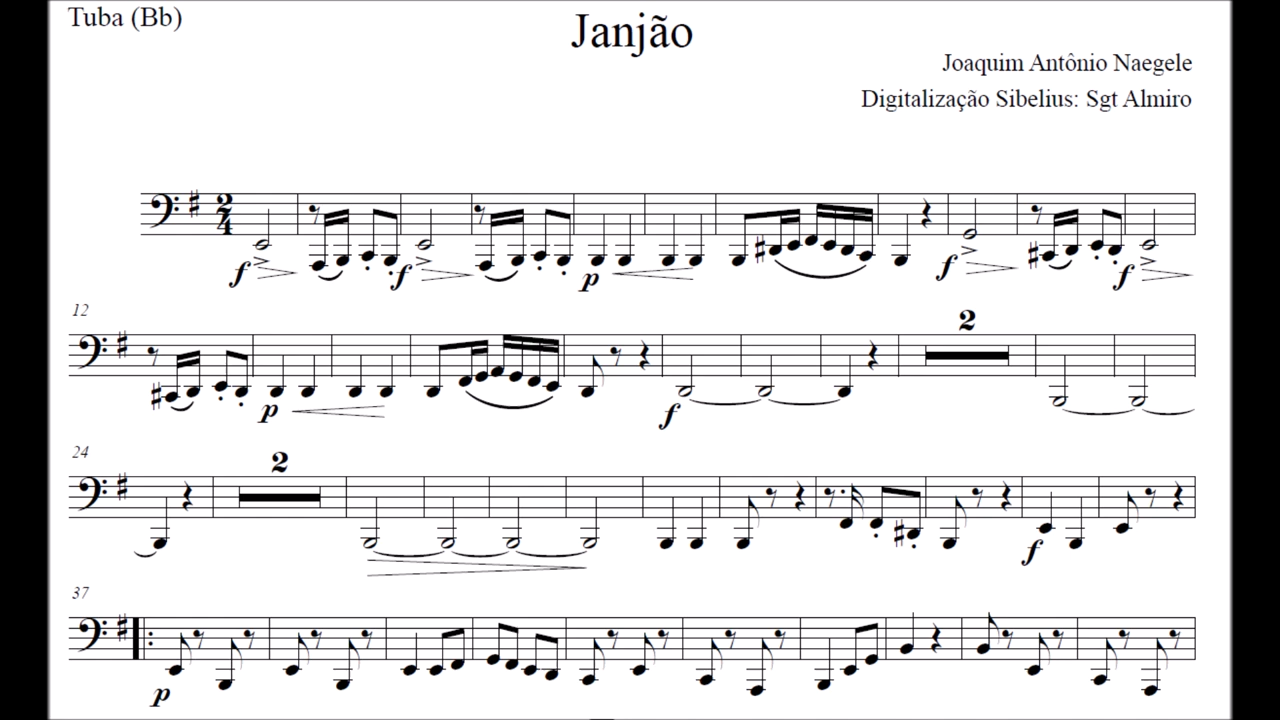 Tuba (Bb)
Janjão
Joaquim Antônio Naegele
Digitalização Sibelius: Sgt Almiro
2
4
f
f
p
f
f
12
2
p
f
24
2
f
37
p